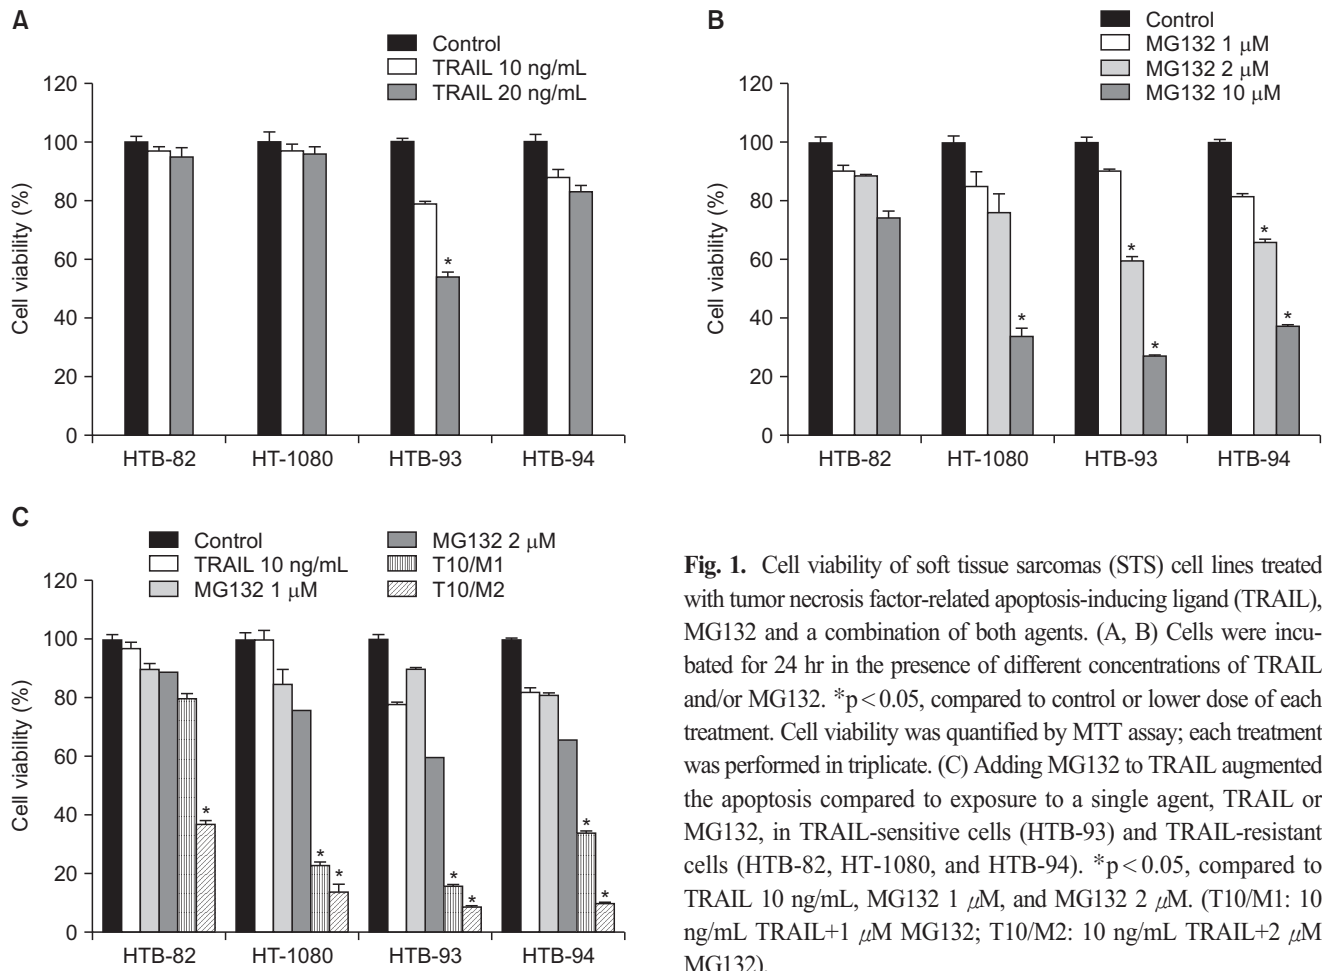 A
Control
TRAIL 10 ng/mL
TRAIL 20 ng/mL
Cell viability (%)
120
100
80
60
40
20
0
*
HTB-82 HT-1080 HTB-93 HTB-94
B
Control
MG132 1 μM
MG132 2 μM
MG132 10 μM
Cell viability (%)
120
100
80
60
40
20
0
* * * * *
HTB-82 HT-1080 HTB-93 HTB-94
C
Control
TRAIL 10 ng/mL
MG132 1 μM
MG132 2 μM
T10/M1
T10/M2
Cell viability (%)
120
100
80
60
40
20
0
* * * * * * *
HTB-82 HT-1080 HTB-93 HTB-94
Fig. 1. Cell viability of soft tissue sarcomas (STS) cell lines treated
with tumor necrosis factor-related apoptosis-inducing ligand (TRAIL),
MG132 and a combination of both agents. (A, B) Cells were incu-
bated for 24 hr in the presence of different concentrations of TRAIL
and/or MG132. *p<0.05, compared to control or lower dose of each
treatment. Cell viability was quantified by MTT assay; each treatment
was performed in triplicate. (C) Adding MG132 to TRAIL augmented
the apoptosis compared to exposure to a single agent, TRAIL or
MG132, in TRAIL-sensitive cells (HTB-93) and TRAIL-resistant
cells (HTB-82, HT-1080, and HTB-94). *p<0.05, compared to
TRAIL 10 ng/mL, MG132 1 μM, and MG132 2 μM. (T10/M1: 10
ng/mL TRAIL+1 μM MG132; T10/M2: 10 ng/mL TRAIL+2 μM
MG132).